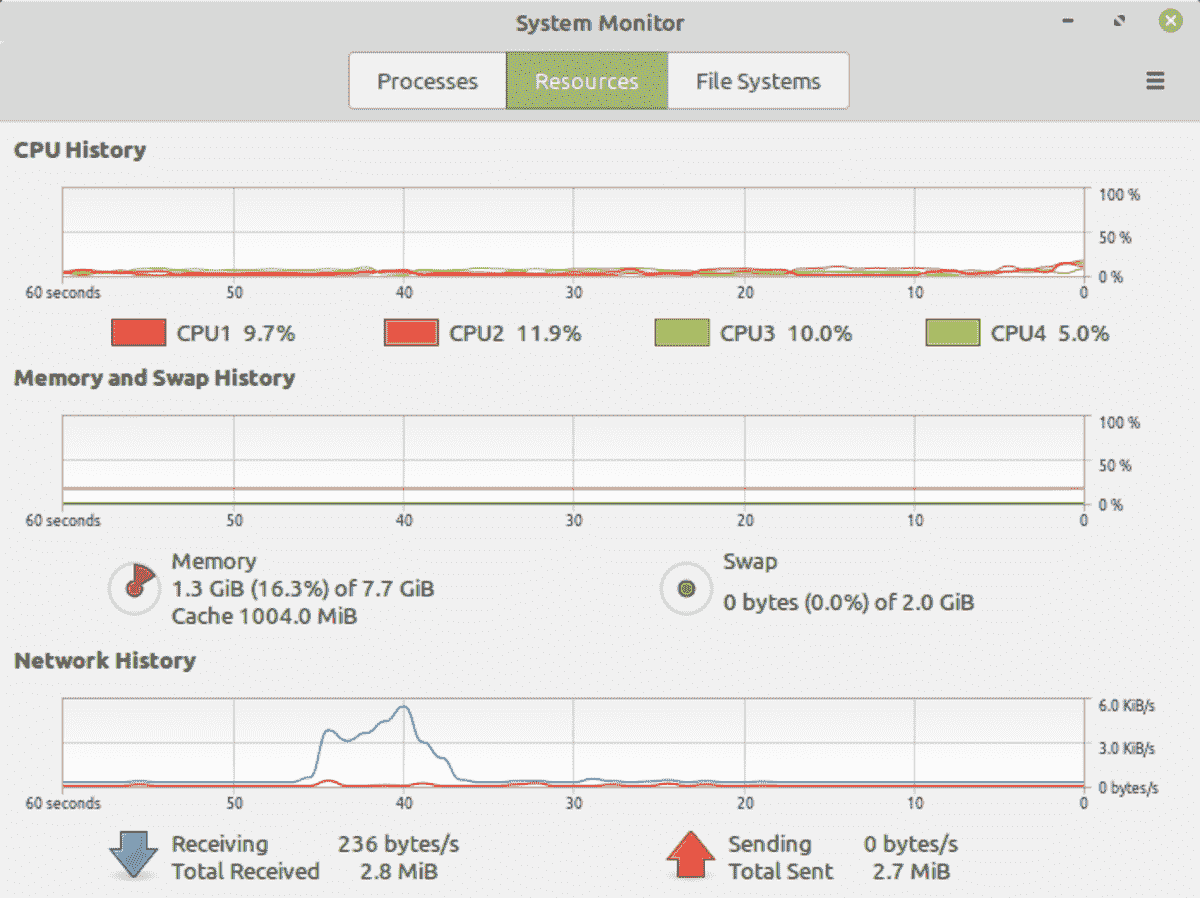 System Monitor
Processes Resources File Systems
CPU History
100 %
50 %
0 %
60 seconds 50 40 30 20 10 0
CPU1 9.7% CPU2 11.9% CPU3 10.0% CPU4 5.0%
Memory and Swap History
100 %
50 %
0 %
60 seconds 50 40 30 20 10 0
Memory
1.3 GiB (16.3%) of 7.7 GiB
Cache 1004.0 MiB
Swap
0 bytes (0.0%) of 2.0 GiB
Network History
6.0 KiB/s
3.0 KiB/s
0 bytes/s
60 seconds 50 40 30 20 10 0
Receiving 236 bytes/s
Total Received 2.8 MiB
Sending 0 bytes/s
Total Sent 2.7 MiB